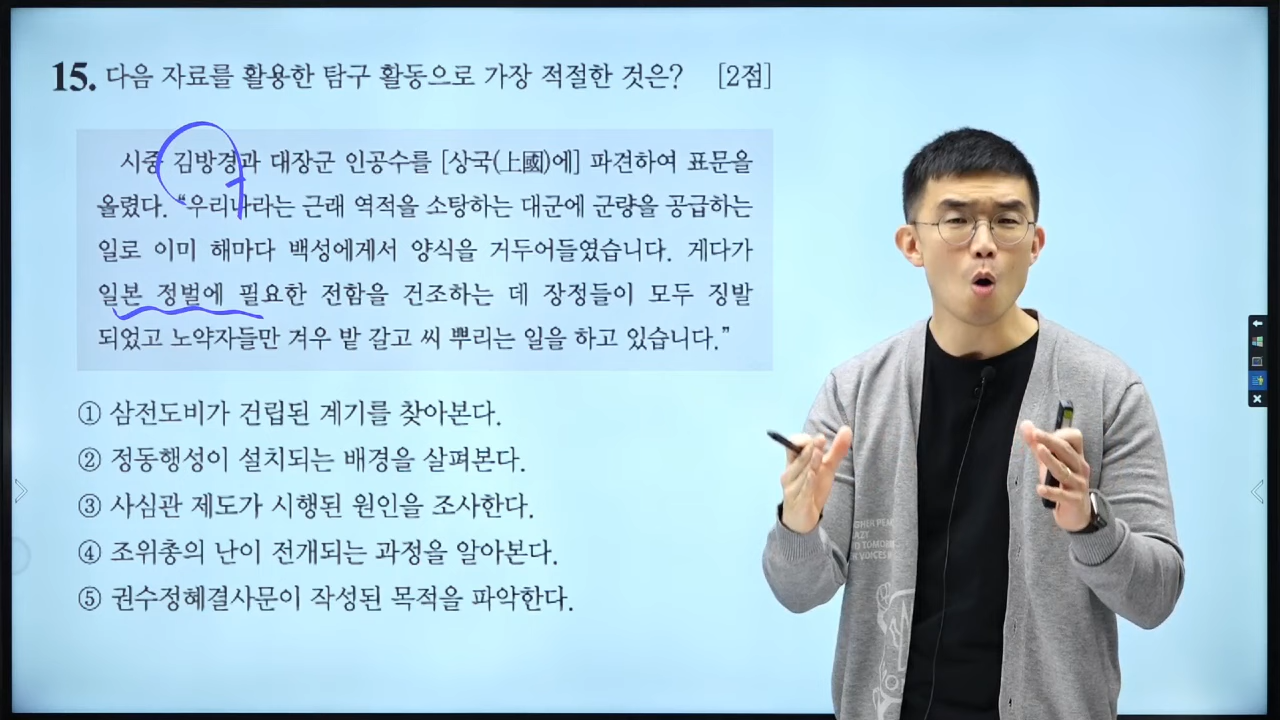 15. 다음 자료를 활용한 탐구 활동으로 가장 적절한 것은? [2점]
시중 김방경과 대장군 인공수를 [상국(上國)에] 파견하여 표문을
올렸다. “우리나라는 근래 역적을 소탕하는 대군에 군량을 공급하는
일로 이미 해마다 백성에게서 양식을 거두어들였습니다. 게다가
일본 정벌에 필요한 전함을 건조하는 데 장정들이 모두 징발
되었고 노약자들만 겨우 밭 갈고 씨 뿌리는 일을 하고 있습니다.”
① 삼전도비가 건립된 계기를 찾아본다.
② 정동행성이 설치되는 배경을 살펴본다.
③ 사심관 제도가 시행된 원인을 조사한다.
④ 조위총의 난이 전개되는 과정을 알아본다.
⑤ 권수정혜결사문이 작성된 목적을 파악한다.